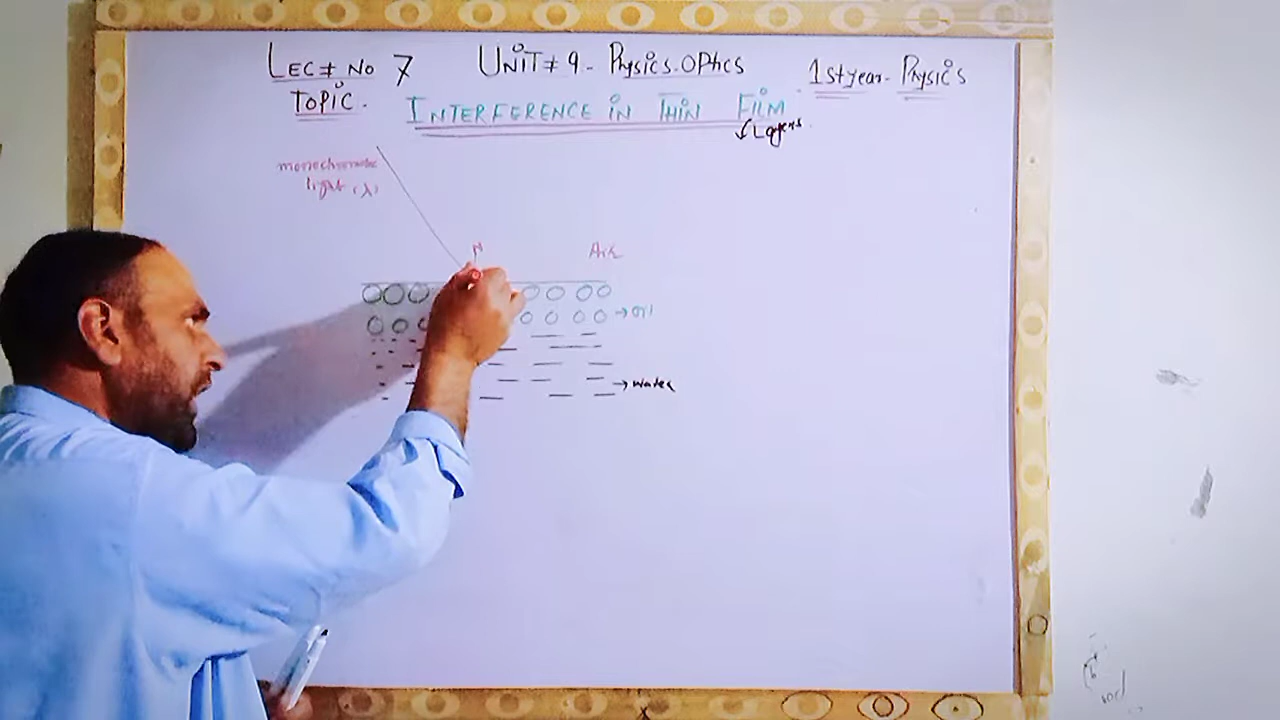 LEC # No 7 UNIT # 9 - Physics-Optics 1st year - Physics
TOPIC. INTERFERENCE IN THIN FILM
Layers.
monochromatic
light (λ)
N
Air
→ Oil
→ Water